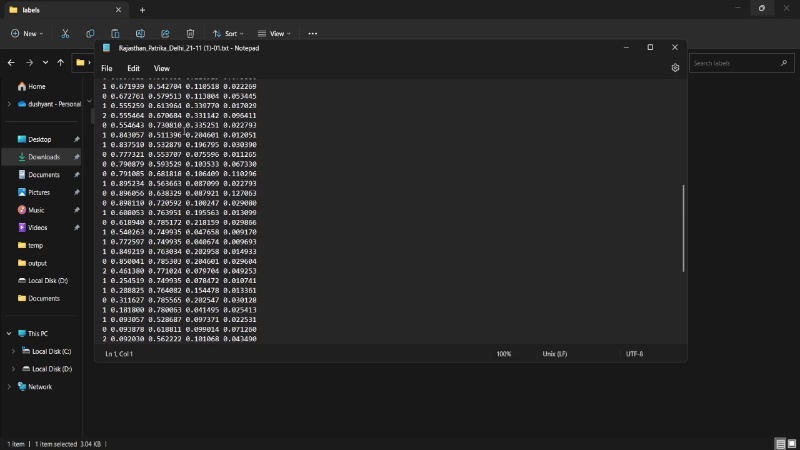 labels
New
Sort
View
Search labels
Rajasthan_Patrika_Delhi_21-11 (1)-01.txt - Notepad
File Edit View
1 0.671939 0.542704 0.110518 0.022269
0 0.672761 0.579513 0.113804 0.053445
1 0.555259 0.613964 0.339770 0.017029
2 0.555464 0.670684 0.331142 0.096411
0 0.554643 0.730810 0.335251 0.022793
1 0.843057 0.511396 0.204601 0.012051
1 0.837510 0.532879 0.196795 0.030390
0 0.777321 0.553707 0.075596 0.011265
2 0.790879 0.593529 0.103533 0.067330
0 0.791085 0.681818 0.106409 0.110296
1 0.895234 0.563663 0.087099 0.022793
0 0.896056 0.638329 0.087921 0.127063
0 0.898110 0.720592 0.100247 0.029080
1 0.608053 0.763951 0.195563 0.013099
0 0.618940 0.785172 0.218159 0.029866
1 0.540263 0.749935 0.047658 0.009170
1 0.772597 0.749935 0.040674 0.009693
1 0.849219 0.763034 0.202958 0.014933
0 0.850041 0.785303 0.204601 0.029604
2 0.461380 0.771024 0.079704 0.049253
1 0.254519 0.749935 0.078472 0.010741
1 0.288825 0.764082 0.154478 0.013361
0 0.311627 0.785565 0.202547 0.030128
1 0.181800 0.780063 0.041495 0.025413
1 0.093057 0.528687 0.097371 0.022531
0 0.093878 0.618811 0.099014 0.071260
2 0.092030 0.562222 0.101068 0.043490
Ln 1, Col 1
100%
Unix (LF)
UTF-8
Home
dushyant - Personal
Desktop
Downloads
Documents
Pictures
Music
Videos
temp
output
Local Disk (D:)
Documents
This PC
Local Disk (C:)
Local Disk (D:)
Network
1 item
1 item selected 3.04 KB